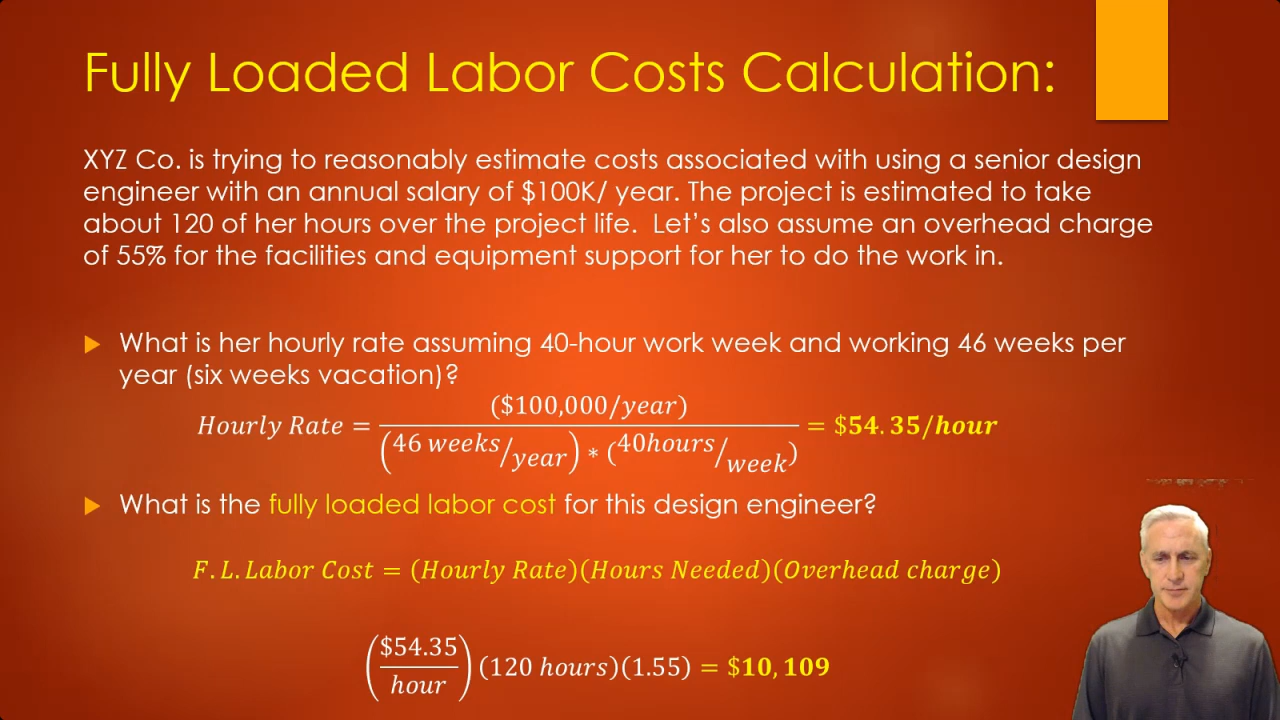 Fully Loaded Labor Costs Calculation:
XYZ Co. is trying to reasonably estimate costs associated with using a senior design
engineer with an annual salary of $100K/ year. The project is estimated to take
about 120 of her hours over the project life.  Let’s also assume an overhead charge
of 55% for the facilities and equipment support for her to do the work in.
What is her hourly rate assuming 40-hour work week and working 46 weeks per
year (six weeks vacation)?
($100,000/year)
Hourly Rate = = $54.35/hour
(46 weeks/year) * (40hours/week)
What is the fully loaded labor cost for this design engineer?
F.L.Labor Cost = (Hourly Rate)(Hours Needed)(Overhead charge)
($54.35/hour)(120 hours)(1.55) = $10,109